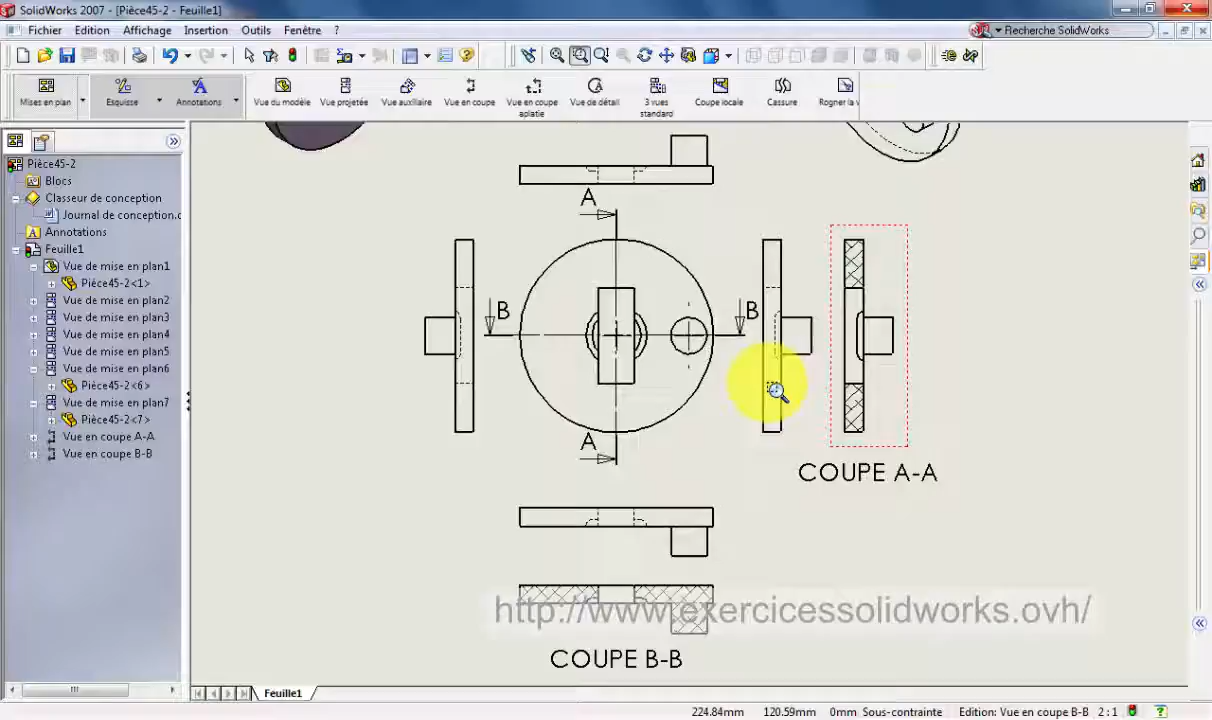 SolidWorks 2007 - [Pièce45-2 - Feuille1]
Fichier Edition Affichage Insertion Outils Fenêtre ? Recherche SolidWorks
Mises en plan Esquisse Annotations Vue du modèle Vue projetée Vue auxiliaire Vue en coupe Vue en coupe aplatie Vue de détail 3 vues standard Coupe locale Cassure Rogner la v
Pièce45-2
Blocs
Classeur de conception
Journal de conception.c
Annotations
Feuille1
Vue de mise en plan1
Pièce45-2<1>
Vue de mise en plan2
Vue de mise en plan3
Vue de mise en plan4
Vue de mise en plan5
Vue de mise en plan6
Pièce45-2<6>
Vue de mise en plan7
Pièce45-2<7>
Vue en coupe A-A
Vue en coupe B-B
A
B B
A
COUPE A-A
http://www.exercicessolidworks.ovh/
COUPE B-B
Feuille1
224.84mm 120.59mm 0mm Sous-contrainte Edition: Vue en coupe B-B 2:1 ?